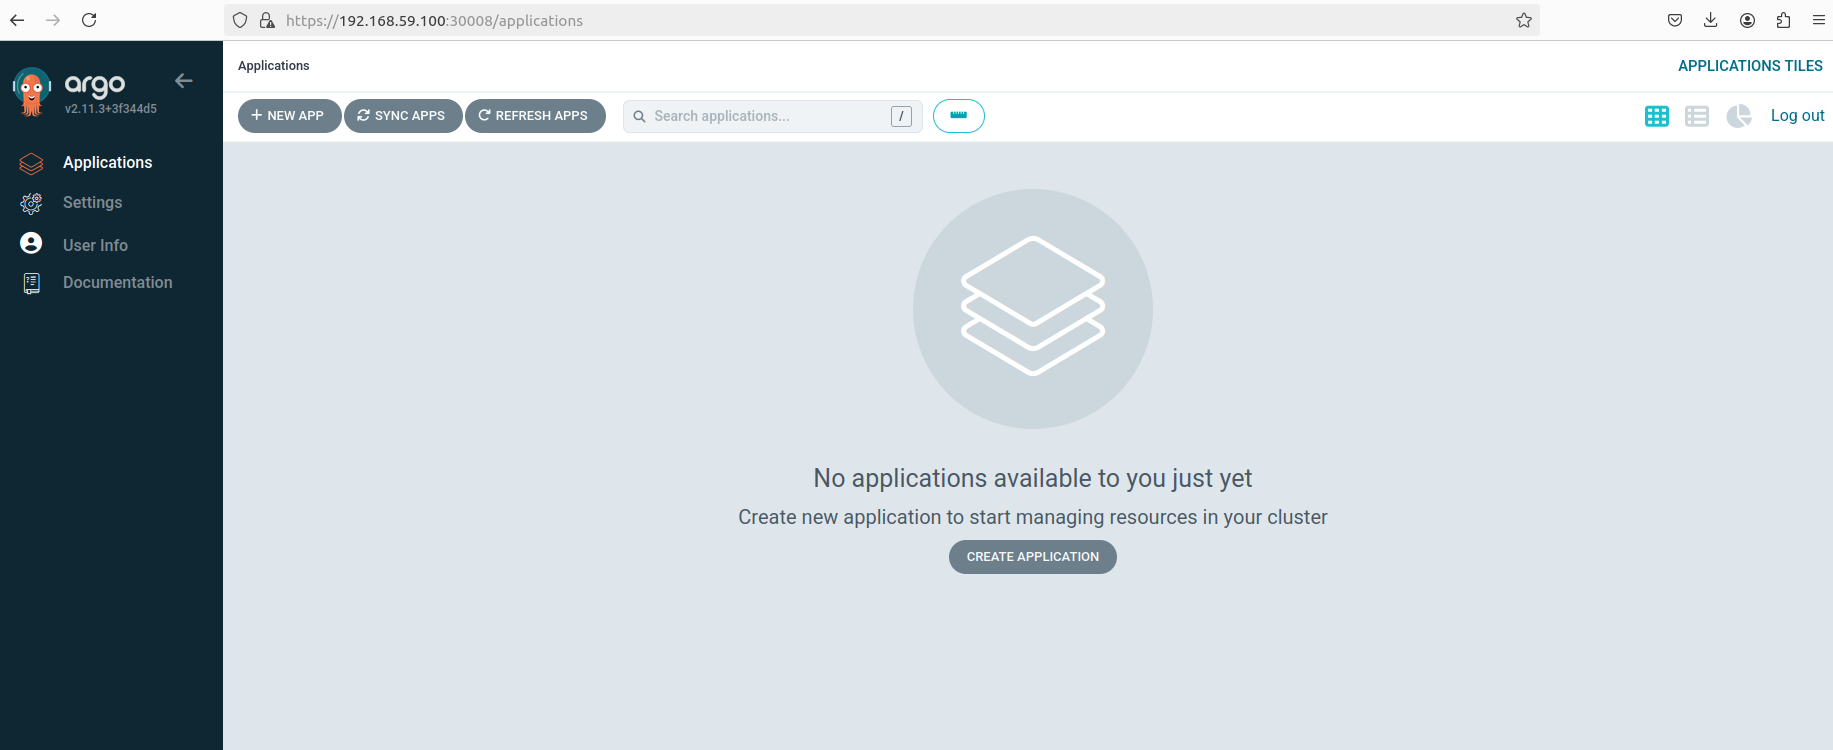 https://192.168.59.100:30008/applications
argo
v2.11.3+3f344d5
Applications
Settings
User Info
Documentation
Applications
APPLICATIONS TILES
+ NEW APP
SYNC APPS
REFRESH APPS
Search applications...
/
Log out
No applications available to you just yet
Create new application to start managing resources in your cluster
CREATE APPLICATION